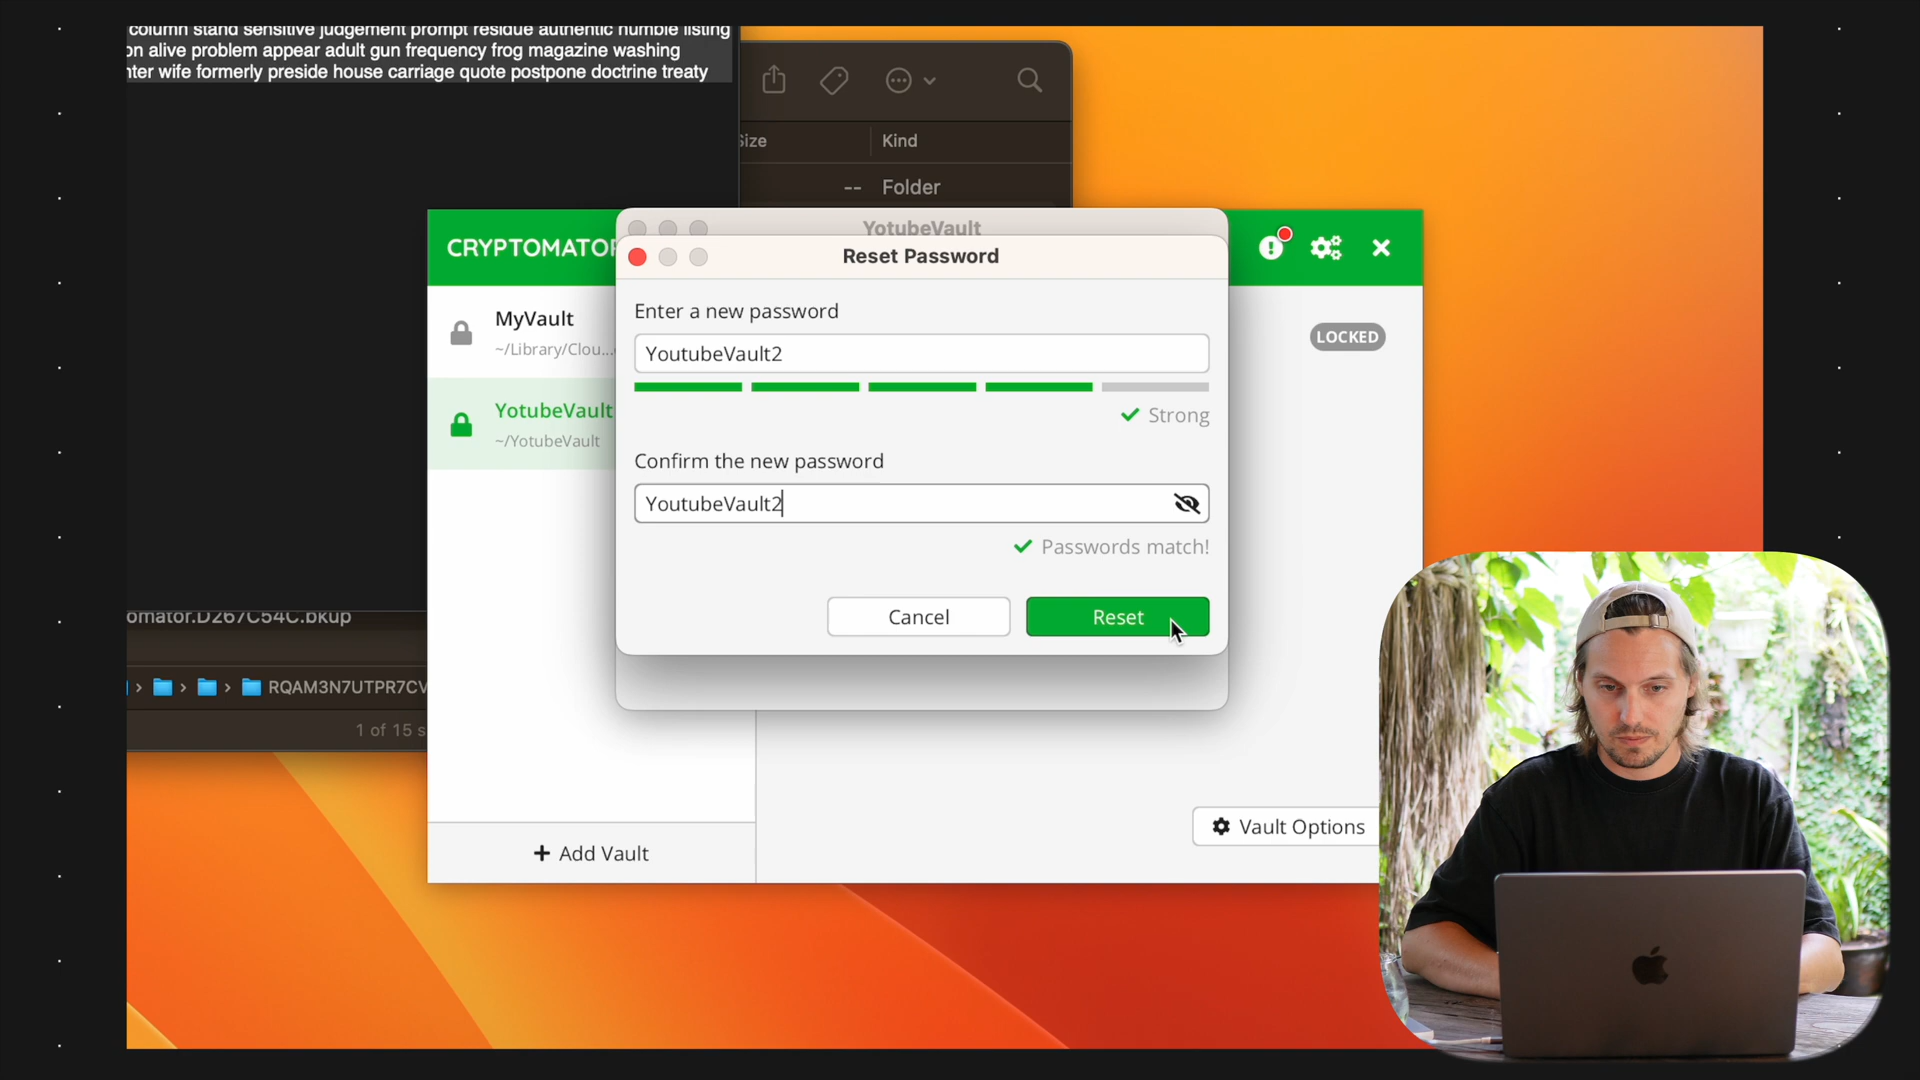 column stand sensitive judgement prompt residue authentic humble listing
on alive problem appear adult gun frequency frog magazine washing
nter wife formerly preside house carriage quote postpone doctrine treaty
Size
Kind
--
Folder
CRYPTOMATOR
YotubeVault
Reset Password
MyVault
~/Library/Clou...
YotubeVault
~/YotubeVault
Enter a new password
YoutubeVault2
Strong
Confirm the new password
YoutubeVault2
Passwords match!
Cancel
Reset
LOCKED
omator.D267C54C.bkup
RQAM3N7UTPR7CV
1 of 15 s
Vault Options
+ Add Vault